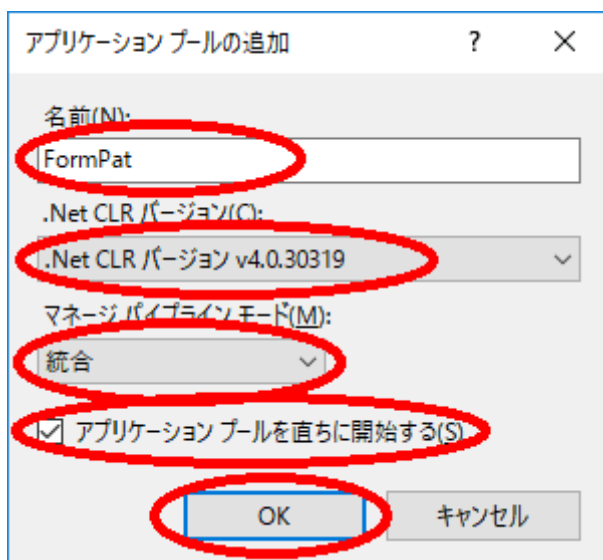 アプリケーション プールの追加 ?
名前(N):
FormPat
.Net CLR バージョン(C):
.Net CLR バージョン v4.0.30319
マネージ パイプライン モード(M):
統合
アプリケーション プールを直ちに開始する(S)
OK キャンセル